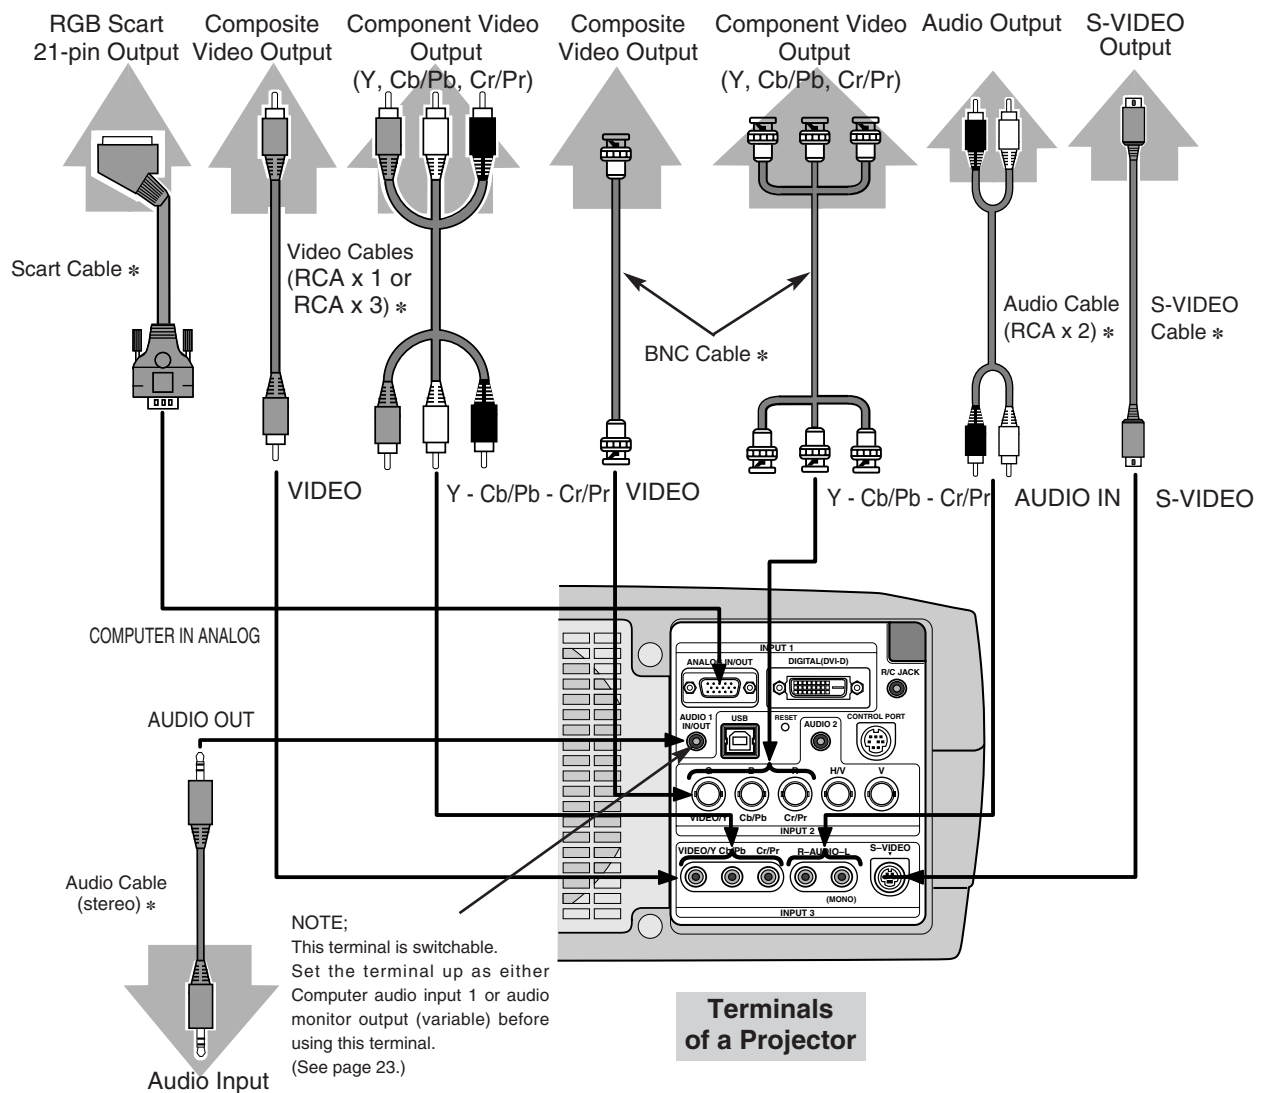 RGB Scart
21-pin Output
Composite
Video Output
Component Video
Output
(Y, Cb/Pb, Cr/Pr)
Composite
Video Output
Component Video
Output
(Y, Cb/Pb, Cr/Pr)
Audio Output
S-VIDEO
Output
Scart Cable *
Video Cables
(RCA x 1 or
RCA x 3) *
BNC Cable *
Audio Cable
(RCA x 2) *
S-VIDEO
Cable *
VIDEO
Y - Cb/Pb - Cr/Pr
VIDEO
Y - Cb/Pb - Cr/Pr
AUDIO IN
S-VIDEO
COMPUTER IN ANALOG
AUDIO OUT
INPUT 1
ANALOG IN/OUT
DIGITAL(DVI-D)
R/C JACK
AUDIO 1
IN/OUT
USB
RESET
AUDIO 2
CONTROL PORT
G
B
R
H/V
V
VIDEO/Y
Cb/Pb
Cr/Pr
INPUT 2
VIDEO/Y
Cb/Pb
Cr/Pr
R–AUDIO–L
S–VIDEO
(MONO)
INPUT 3
Audio Cable
(stereo) *
Audio Input
NOTE;
This terminal is switchable.
Set the terminal up as either
Computer audio input 1 or audio
monitor output (variable) before
using this terminal.
(See page 23.)
Terminals
of a Projector